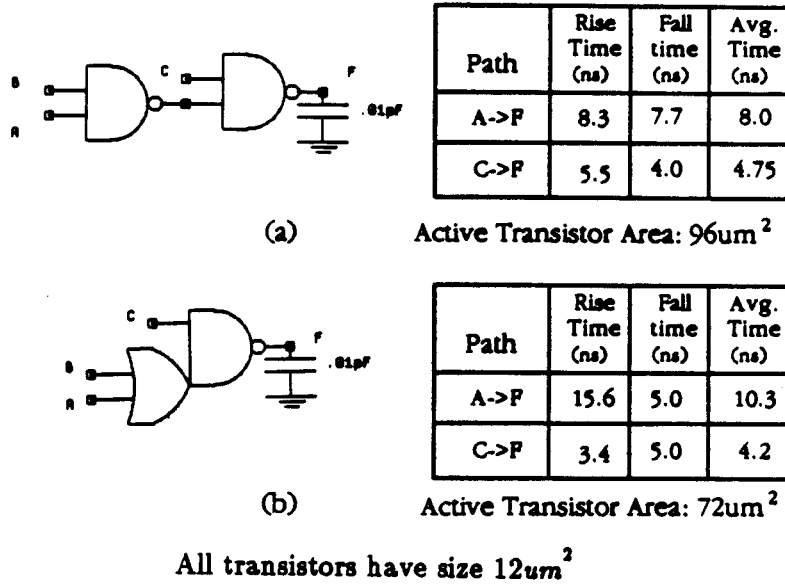 B
A
C
F
.01pF
(a)
Path Rise Time (ns) Fall time (ns) Avg. Time (ns)
A->F 8.3 7.7 8.0
C->F 5.5 4.0 4.75
Active Transistor Area: 96um²
C
B
A
F
.01pF
(b)
Path Rise Time (ns) Fall time (ns) Avg. Time (ns)
A->F 15.6 5.0 10.3
C->F 3.4 5.0 4.2
Active Transistor Area: 72um²
All transistors have size 12um²